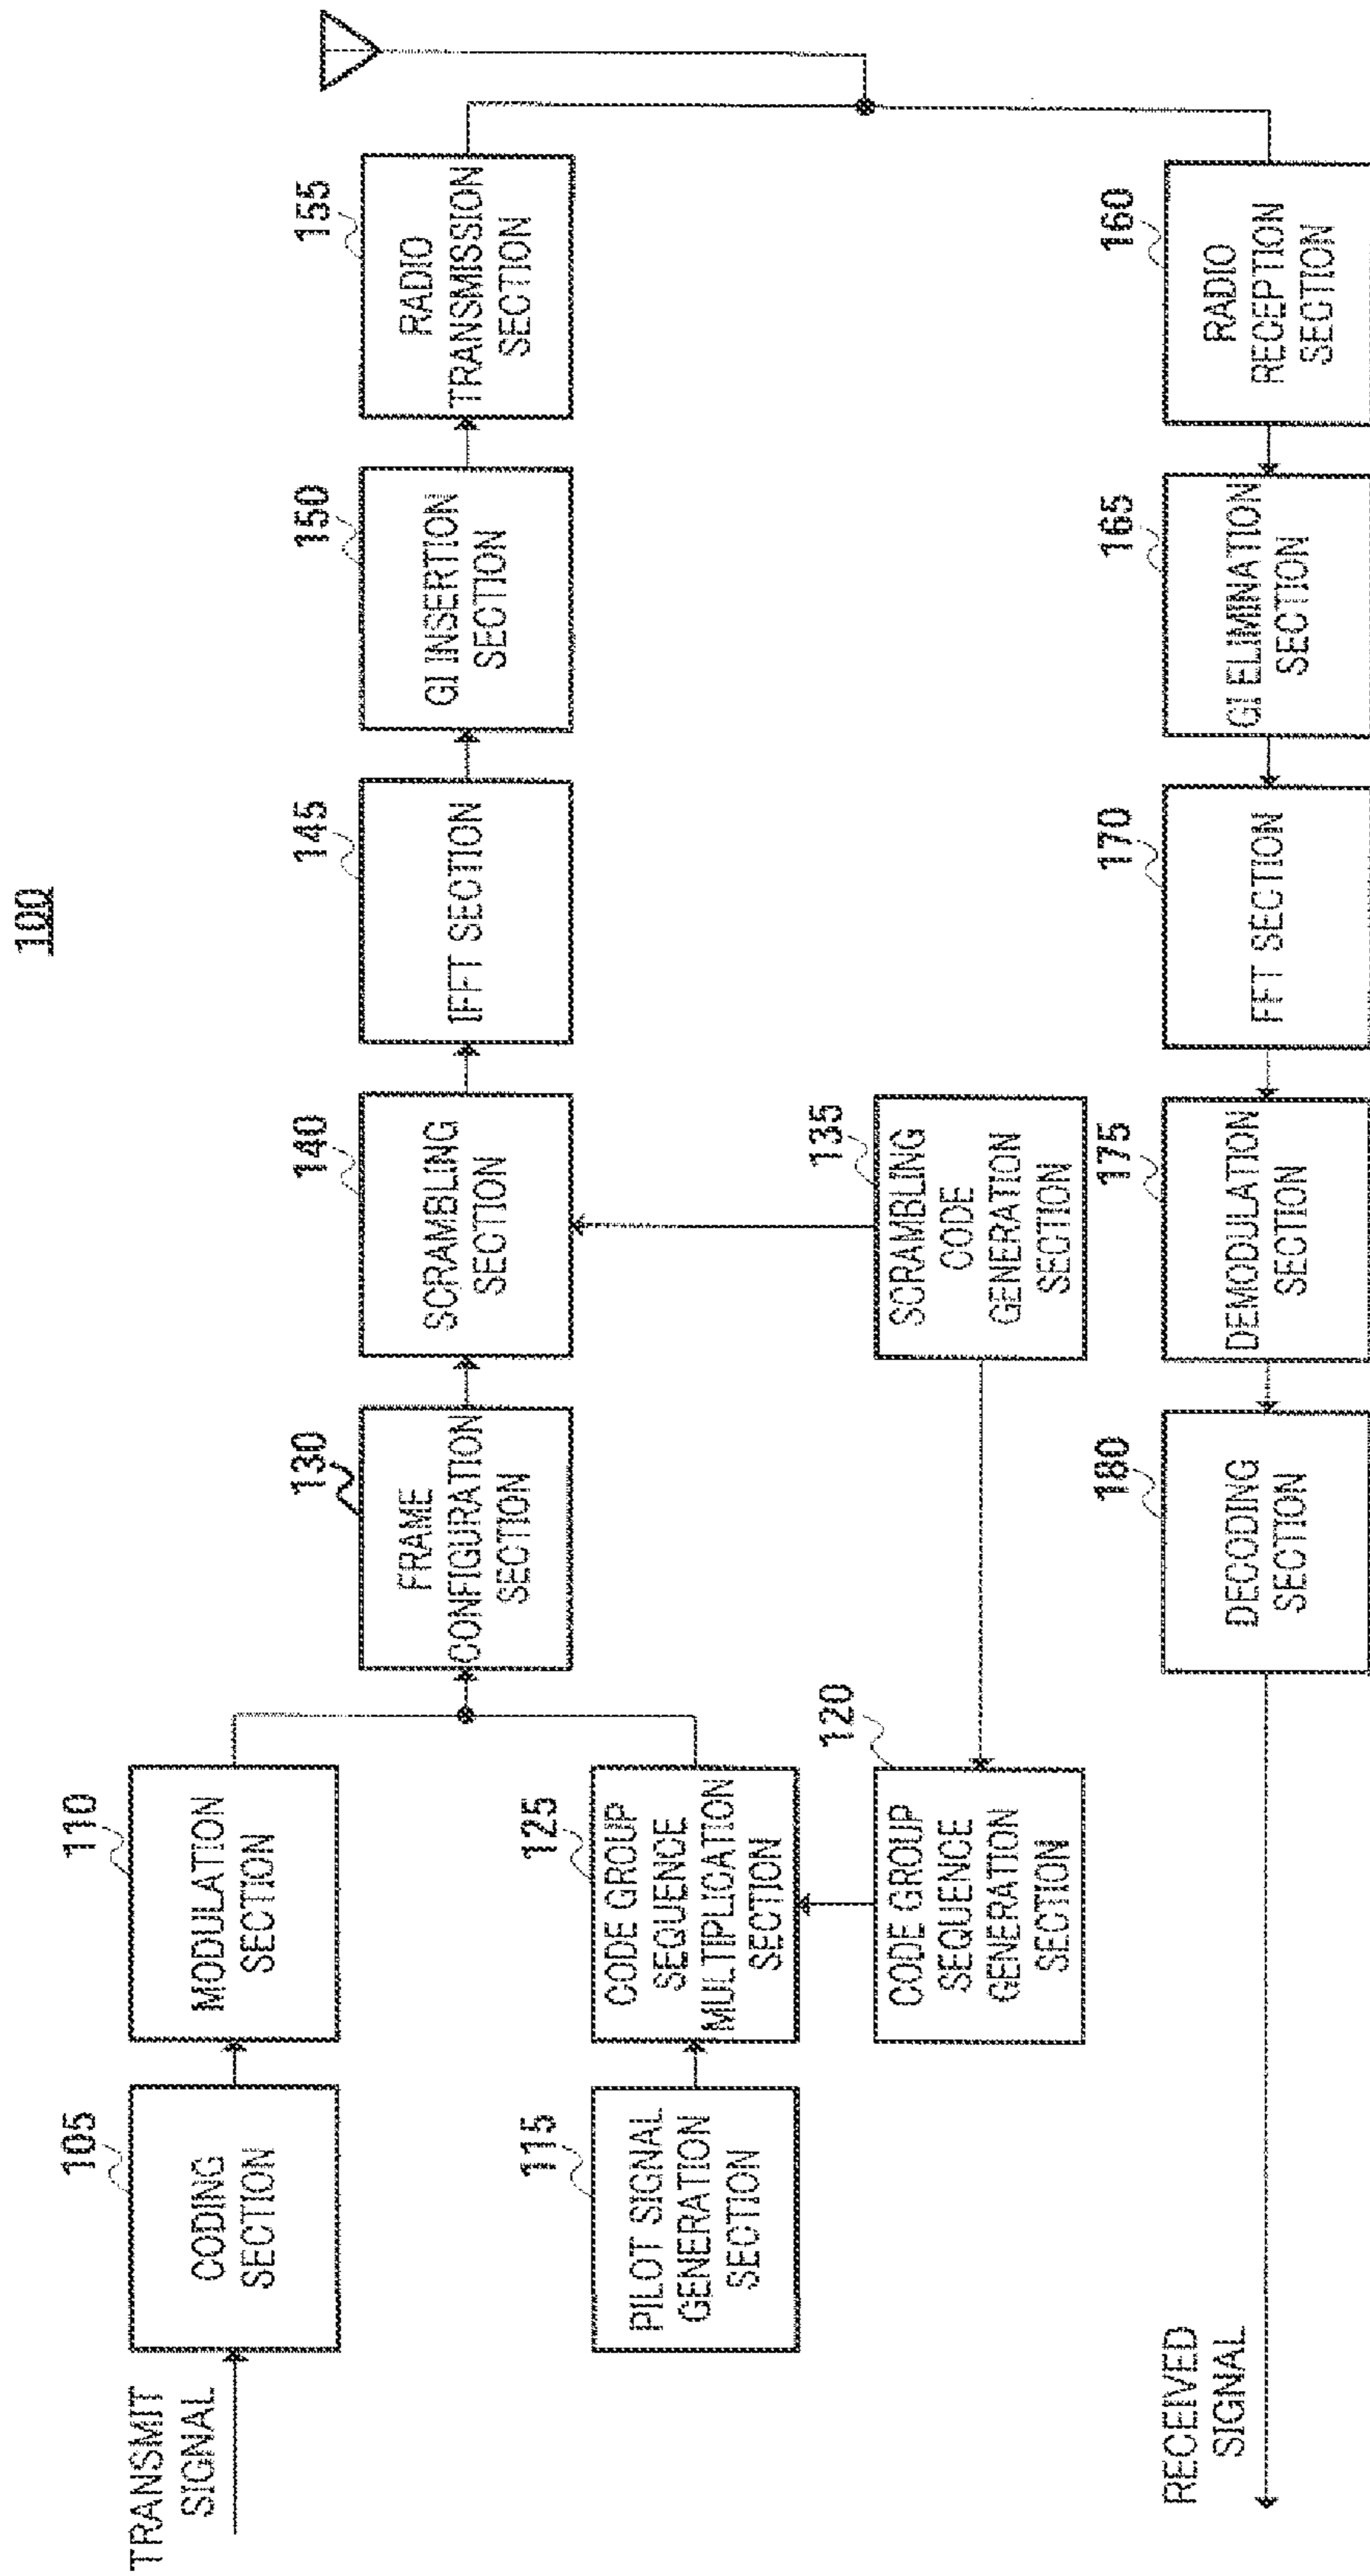 100
TRANSMIT
SIGNAL
105
CODING
SECTION
110
MODULATION
SECTION
115
PILOT SIGNAL
GENERATION
SECTION
125
CODE GROUP
SEQUENCE
MULTIPLICATION
SECTION
120
CODE GROUP
SEQUENCE
GENERATION
SECTION
130
FRAME
CONFIGURATION
SECTION
140
SCRAMBLING
SECTION
135
SCRAMBLING
CODE
GENERATION
SECTION
145
IFFT SECTION
150
GI INSERTION
SECTION
155
RADIO
TRANSMISSION
SECTION
160
RADIO
RECEPTION
SECTION
165
GI ELIMINATION
SECTION
170
FFT SECTION
175
DEMODULATION
SECTION
180
DECODING
SECTION
RECEIVED
SIGNAL